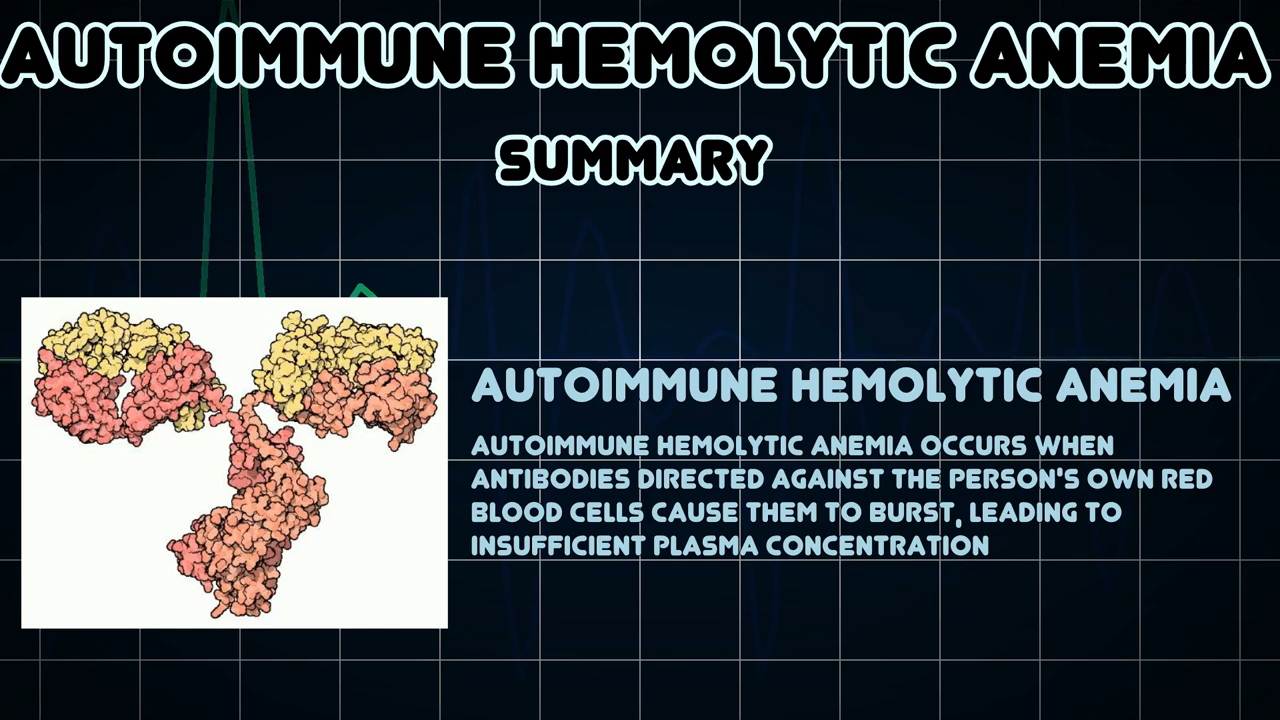 AUTOIMMUNE HEMOLYTIC ANEMIA
SUMMARY
AUTOIMMUNE HEMOLYTIC ANEMIA
AUTOIMMUNE HEMOLYTIC ANEMIA OCCURS WHEN
ANTIBODIES DIRECTED AGAINST THE PERSON'S OWN RED
BLOOD CELLS CAUSE THEM TO BURST, LEADING TO
INSUFFICIENT PLASMA CONCENTRATION